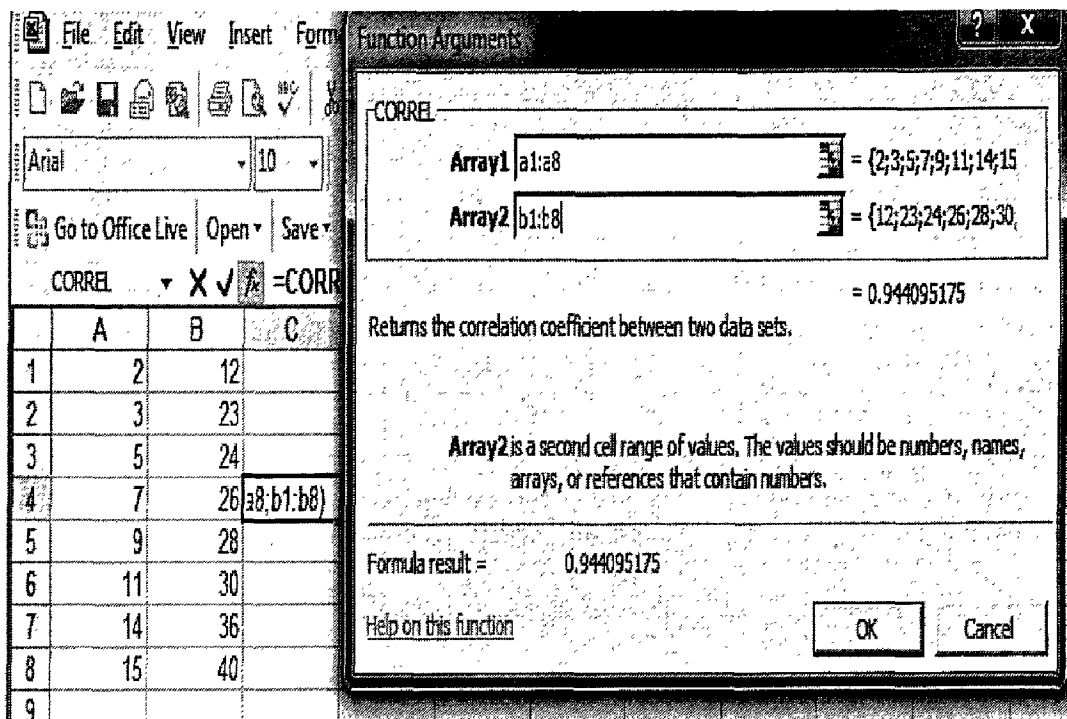 File Edit View Insert Form
Arial 10
Go to Office Live Open Save
CORREL X fx =CORR
A B C
1 2 12
2 3 23
3 5 24
4 7 26 a8;b1:b8)
5 9 28
6 11 30
7 14 36
8 15 40
9
Function Arguments ? X
CORREL
Array1 a1:a8 = {2;3;5;7;9;11;14;15
Array2 b1:b8 = {12;23;24;26;28;30;
= 0.944095175
Returns the correlation coefficient between two data sets.
Array2 is a second cell range of values. The values should be numbers, names,
arrays, or references that contain numbers.
Formula result = 0.944095175
Help on this function OK Cancel